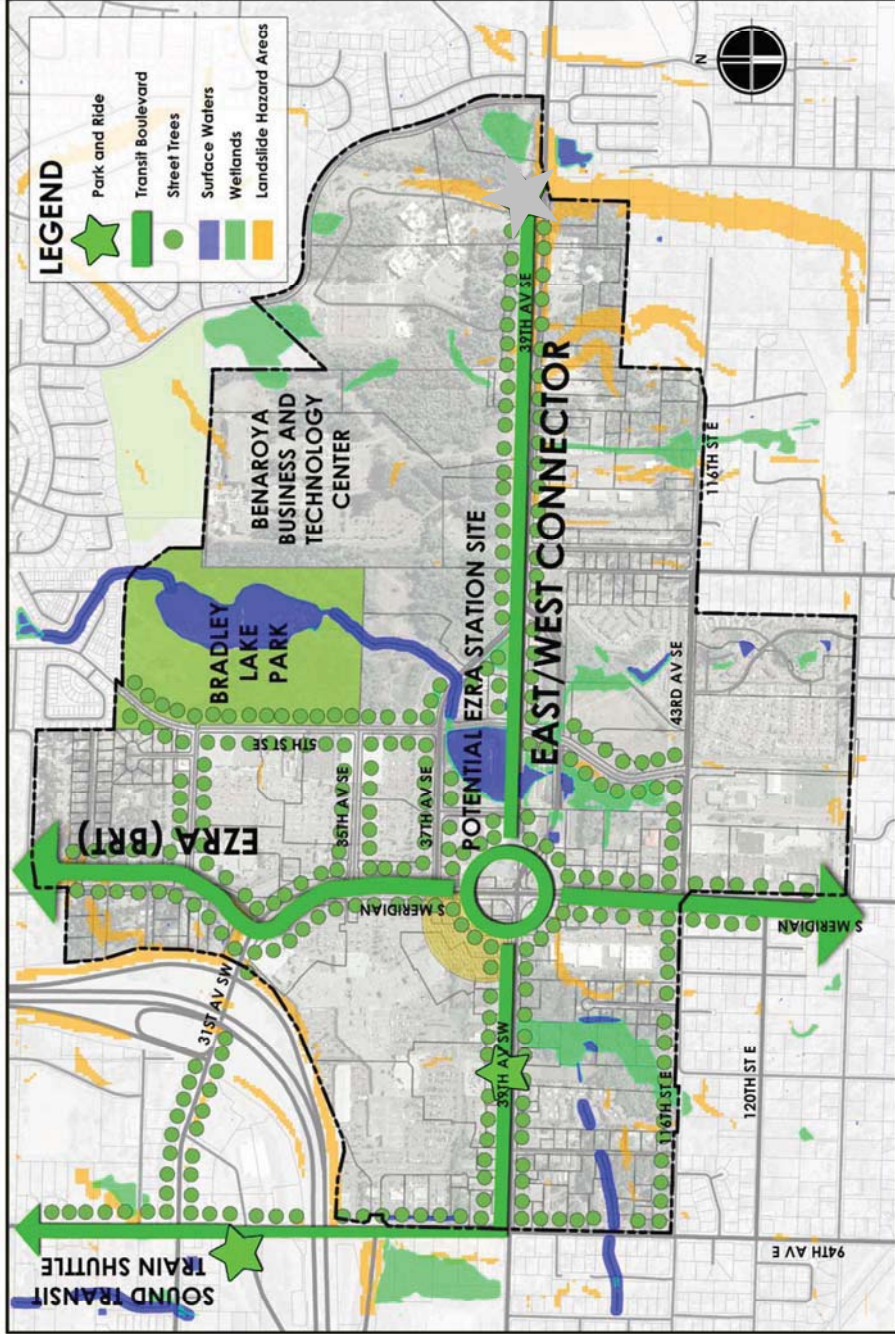 LEGEND
Park and Ride
Transit Boulevard
Street Trees
Surface Waters
Wetlands
Landslide Hazard Areas
N
SOUND TRANSIT
TRAIN SHUTTLE
EZRA (BRT)
31ST AV SW
BRADLEY
LAKE
PARK
BENAROYA
BUSINESS AND
TECHNOLOGY
CENTER
5TH ST SE
35TH AV SE
37TH AV SE
S MERIDIAN
POTENTIAL EZRA STATION SITE
39TH AV SW
39TH AV SE
EAST/WEST CONNECTOR
43RD AV SE
116TH ST E
116TH ST E
120TH ST E
94TH AV E
S MERIDIAN